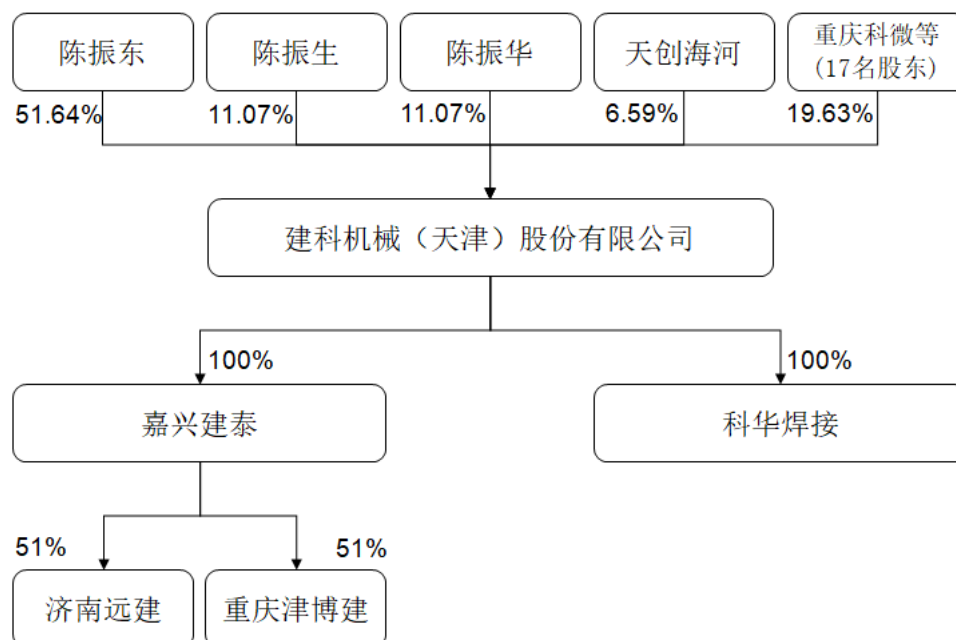 陈振东
陈振生
陈振华
天创海河
重庆科微等
(17名股东)
51.64%
11.07%
11.07%
6.59%
19.63%
建科机械（天津）股份有限公司
100%
100%
嘉兴建泰
科华焊接
51%
51%
济南远建
重庆津博建